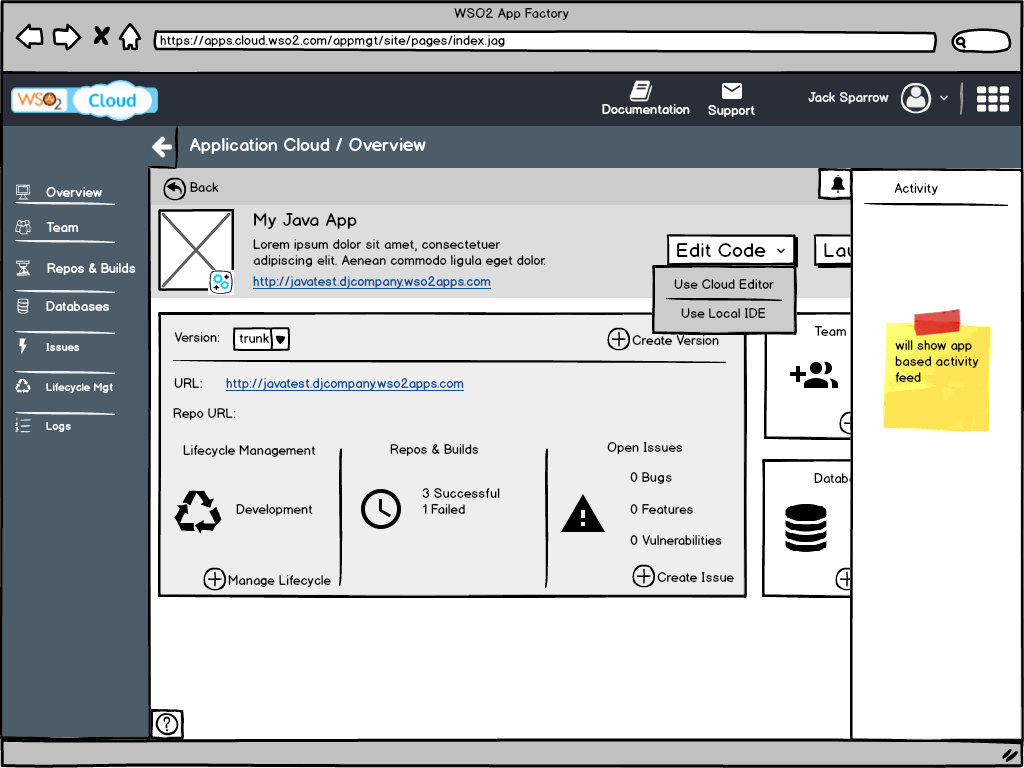 WSO2 App Factory
https://apps.cloud.wso2.com/appmgt/site/pages/index.jag
WSO2 Cloud
Documentation
Support
Jack Sparrow
Application Cloud / Overview
Overview
Team
Repos & Builds
Databases
Issues
Lifecycle Mgt
Logs
Back
My Java App
Lorem ipsum dolor sit amet, consectetuer
adipiscing elit. Aenean commodo ligula eget dolor.
http://javatest.djcompany.wso2apps.com
Edit Code
Lau
Use Cloud Editor
Use Local IDE
Version:
trunk
Create Version
URL:
http://javatest.djcompany.wso2apps.com
Repo URL:
Lifecycle Management
Development
Manage Lifecycle
Repos & Builds
3 Successful
1 Failed
Open Issues
0 Bugs
0 Features
0 Vulnerabilities
Create Issue
Team
Databa
Activity
will show app
based activity
feed